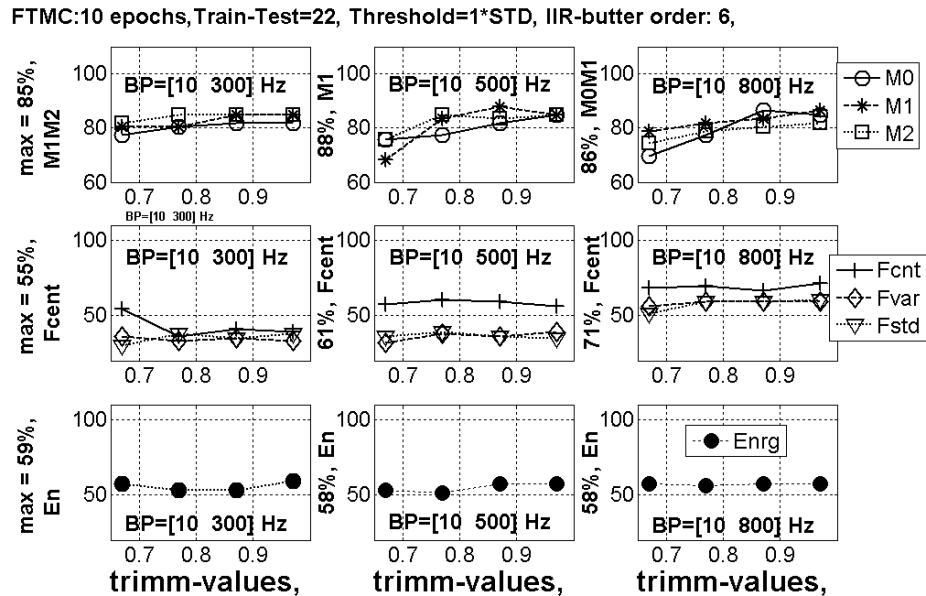 FTMC:10 epochs,Train-Test=22, Threshold=1*STD, IIR-butter order: 6,
max = 85%,
M1M2
100
80
60
BP=[10 300] Hz
0.7 0.8 0.9
88%, M1
100
80
60
BP=[10 500] Hz
0.7 0.8 0.9
86%, M0M1
100
80
60
BP=[10 800] Hz
0.7 0.8 0.9
M0
M1
M2
BP=[10 300] Hz
max = 55%,
Fcent
100
50
BP=[10 300] Hz
0.7 0.8 0.9
61%, Fcent
100
50
BP=[10 500] Hz
0.7 0.8 0.9
71%, Fcent
100
50
BP=[10 800] Hz
0.7 0.8 0.9
Fcnt
Fvar
Fstd
max = 59%,
En
100
50
BP=[10 300] Hz
0.7 0.8 0.9
trimm-values,
58%, En
100
50
BP=[10 500] Hz
0.7 0.8 0.9
trimm-values,
58%, En
100
50
Enrg
BP=[10 800] Hz
0.7 0.8 0.9
trimm-values,